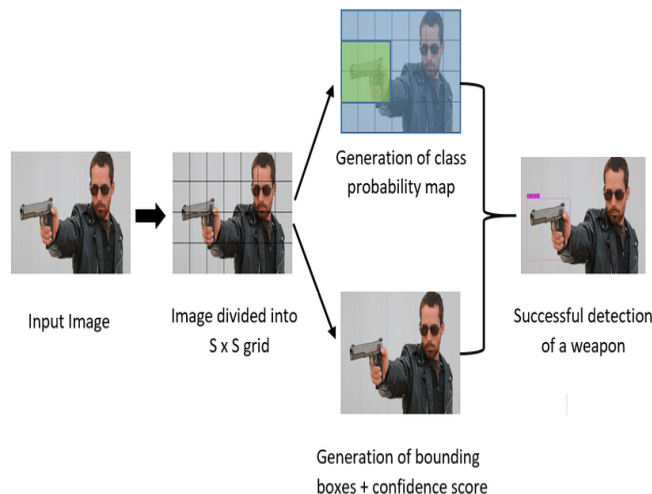 Input Image
Image divided into
S x S grid
Generation of class
probability map
Generation of bounding
boxes + confidence score
Successful detection
of a weapon